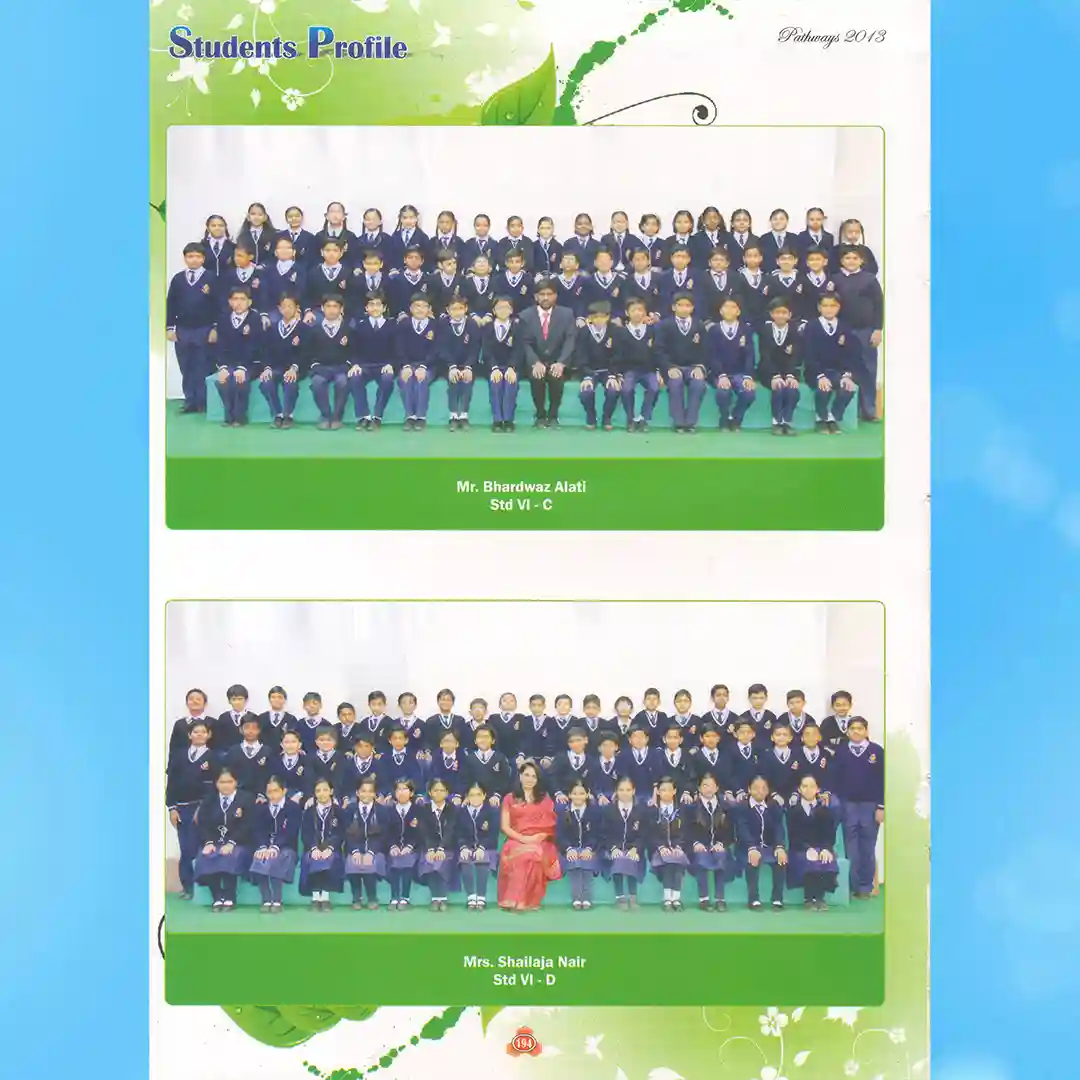 Students Profile
Pathways 2013
Mr. Bhardwaz Alati
Std VI - C
Mrs. Shailaja Nair
Std VI - D
194